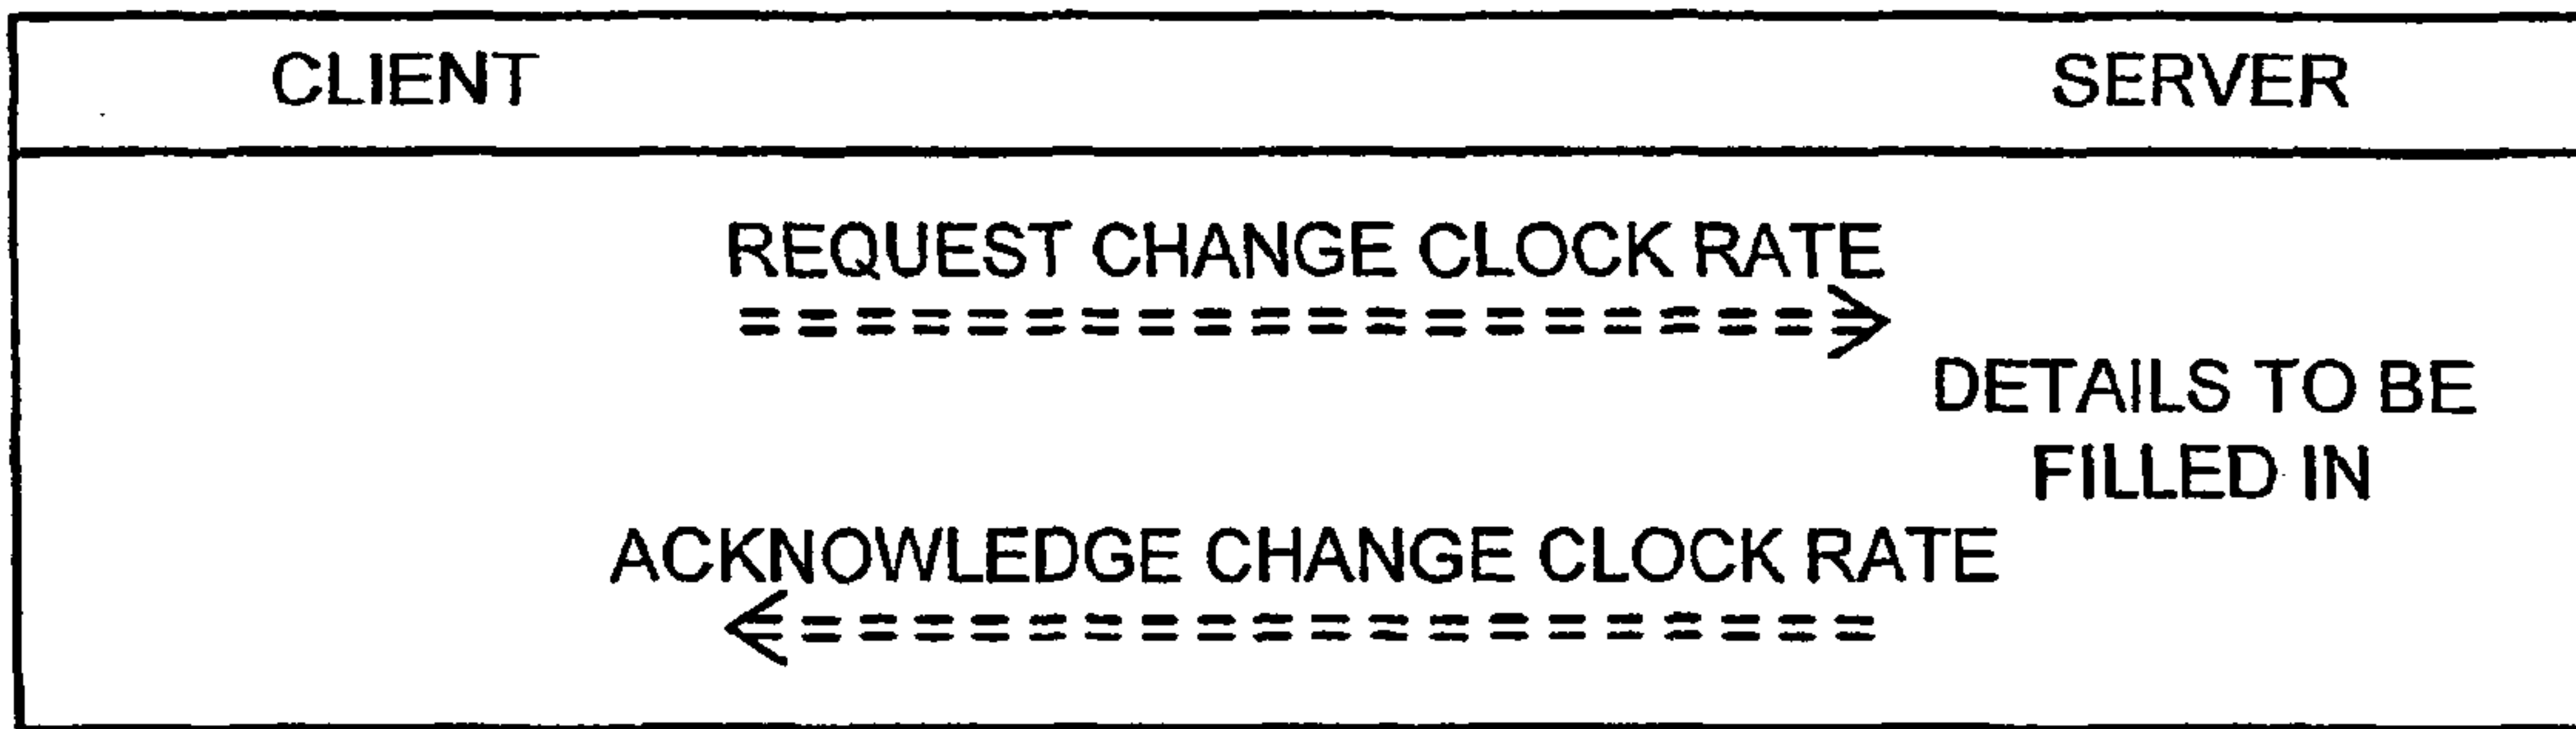 CLIENT SERVER
REQUEST CHANGE CLOCK RATE
DETAILS TO BE
FILLED IN
ACKNOWLEDGE CHANGE CLOCK RATE